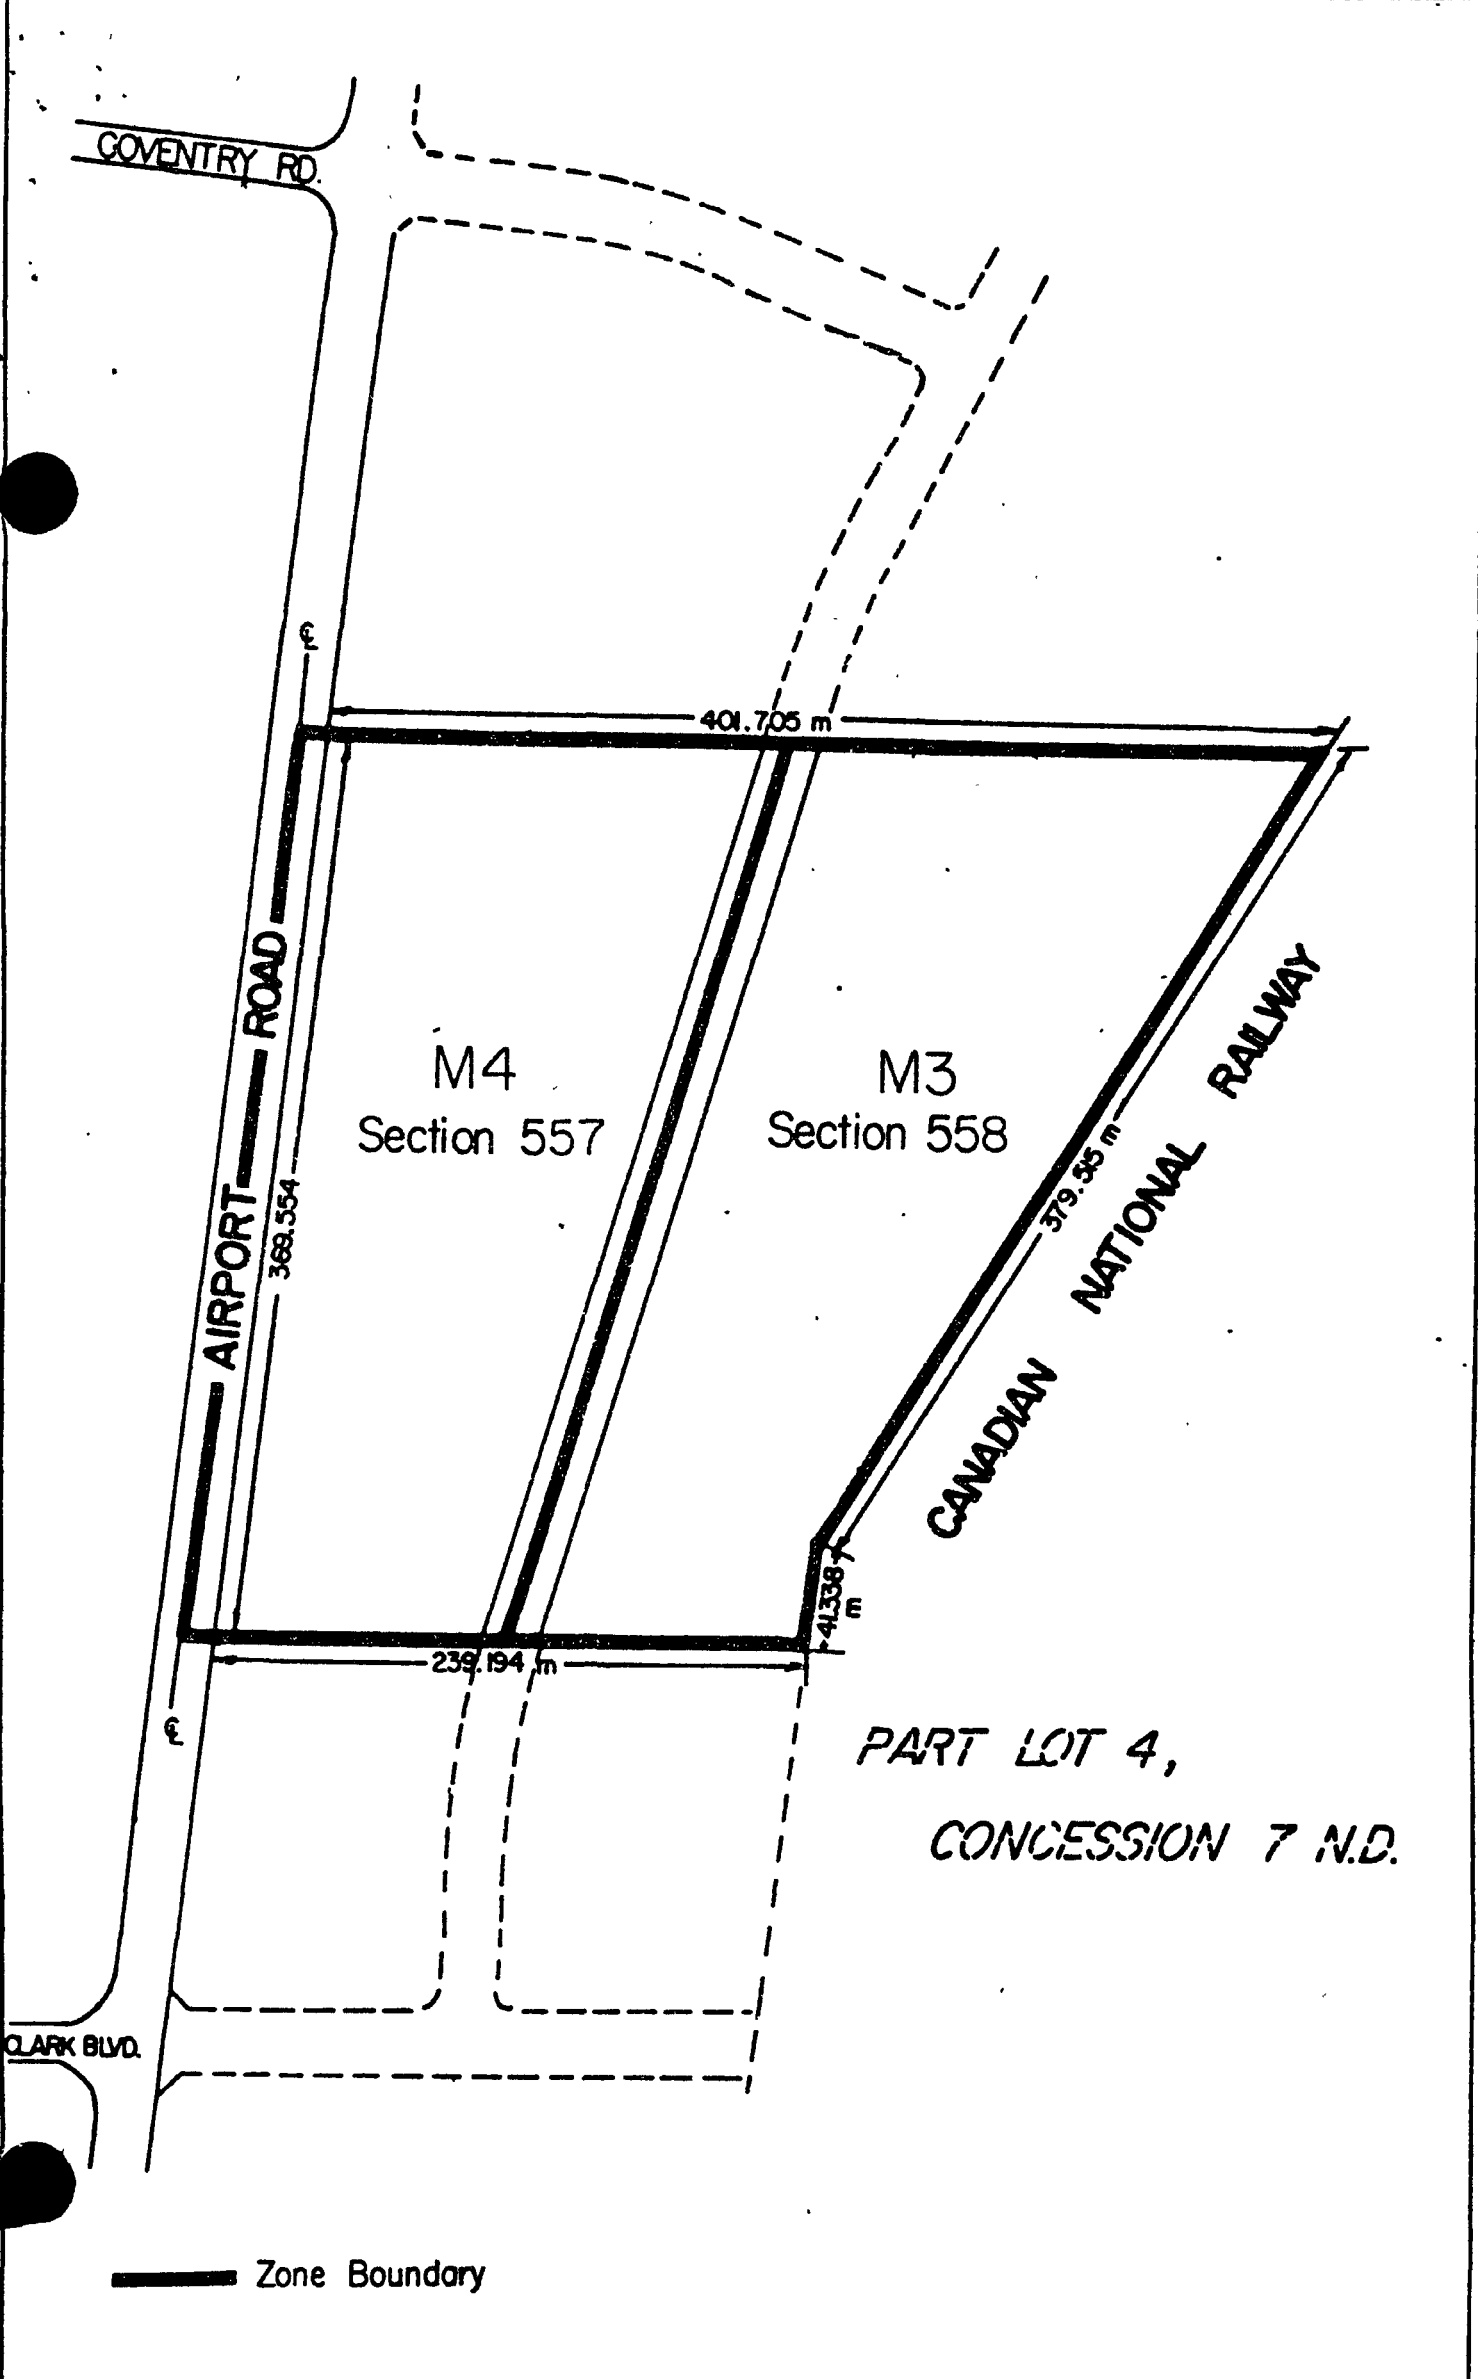 COVENTRY RD.
℄
401.705 m
AIRPORT ROAD
369.554
M4
Section 557
M3
Section 558
379.515 m
CANADIAN NATIONAL RAILWAY
41.338 m
239.194 m
℄
PART LOT 4,
CONCESSION 7 N.D.
CLARK BLVD.
Zone Boundary